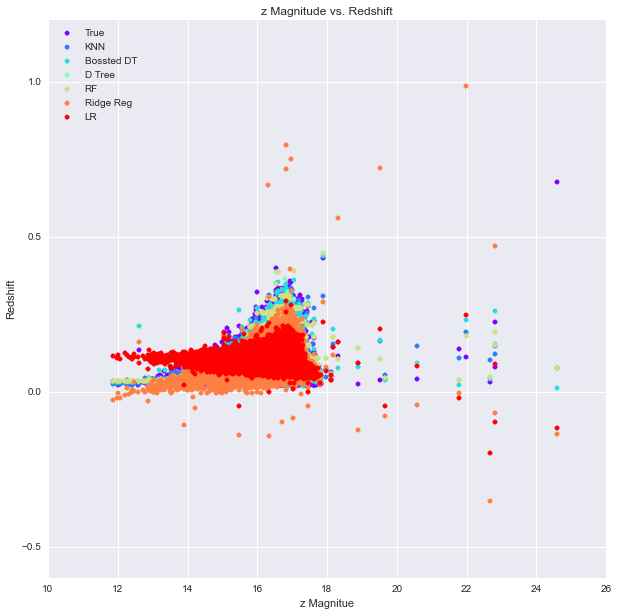 z Magnitude vs. Redshift
True
KNN
Bossted DT
D Tree
RF
Ridge Reg
LR
Redshift
1.0
0.5
0.0
−0.5
10 12 14 16 18 20 22 24 26
z Magnitue